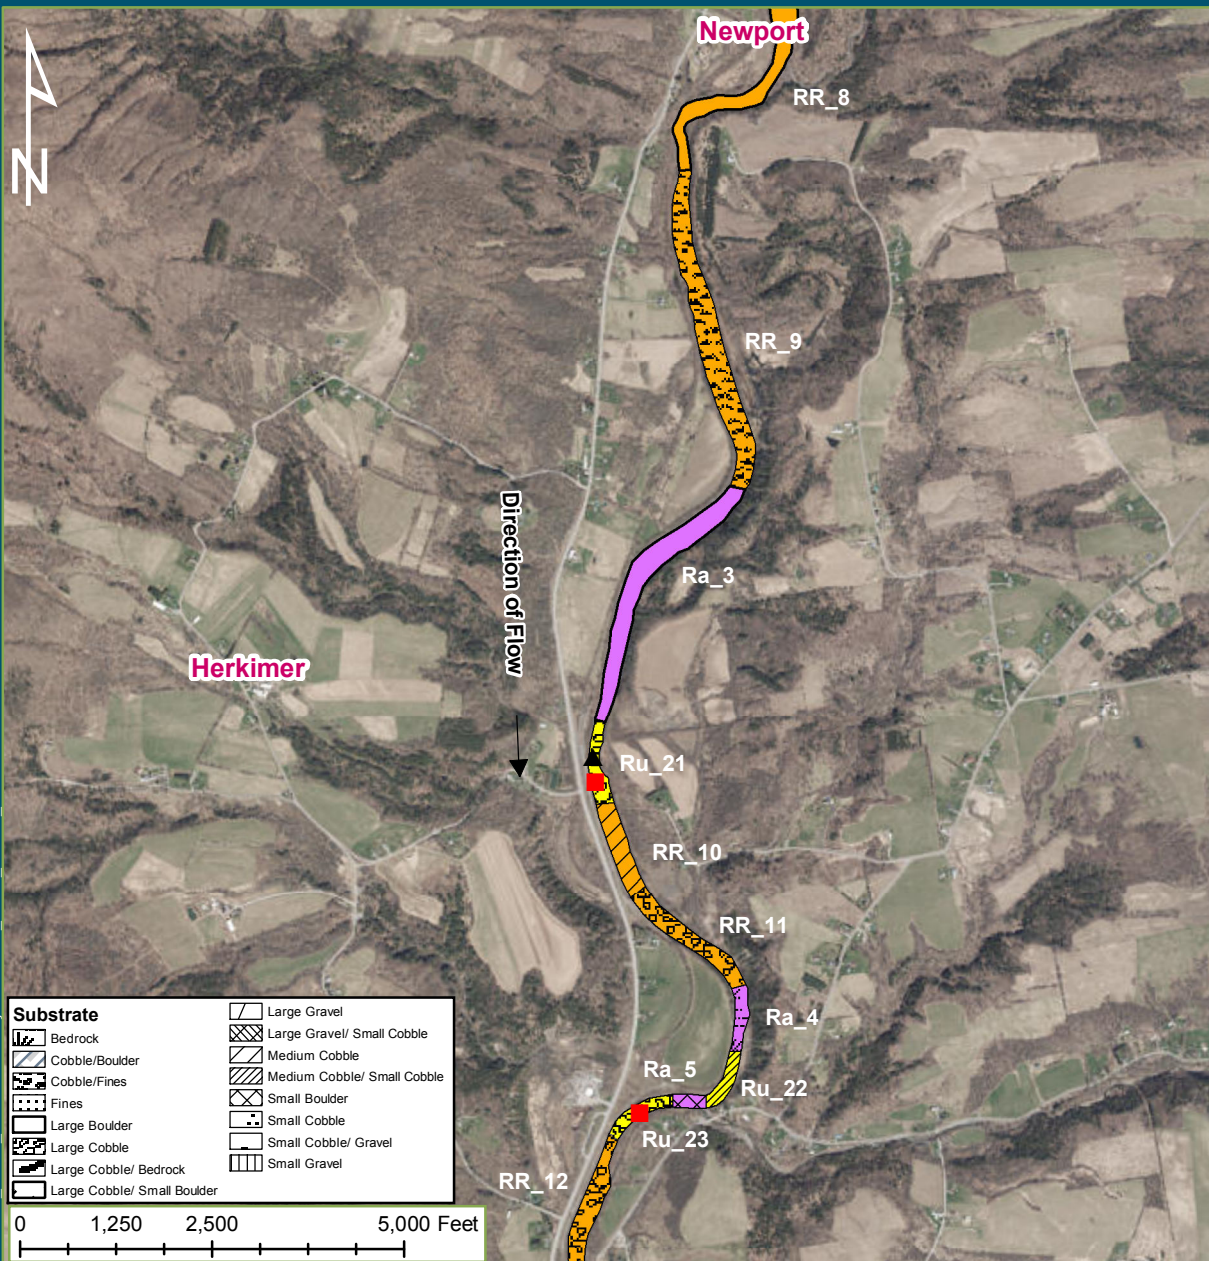 Newport
RR_8
N
RR_9
Direction of Flow
Ra_3
Herkimer
Ru_21
RR_10
RR_11
Ra_4
Ra_5
Ru_22
Ru_23
RR_12
Substrate
Bedrock
Cobble/Boulder
Cobble/Fines
Fines
Large Boulder
Large Cobble
Large Cobble/ Bedrock
Large Cobble/ Small Boulder
Large Gravel
Large Gravel/ Small Cobble
Medium Cobble
Medium Cobble/ Small Cobble
Small Boulder
Small Cobble
Small Cobble/ Gravel
Small Gravel
0 1,250 2,500 5,000 Feet